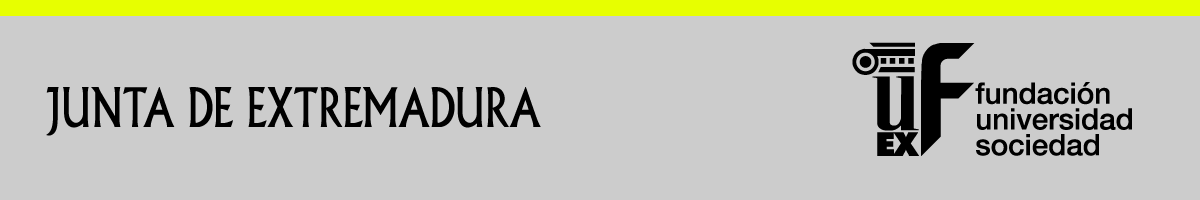 JUNTA DE EXTREMADURA
UEX
F
fundación
universidad
sociedad